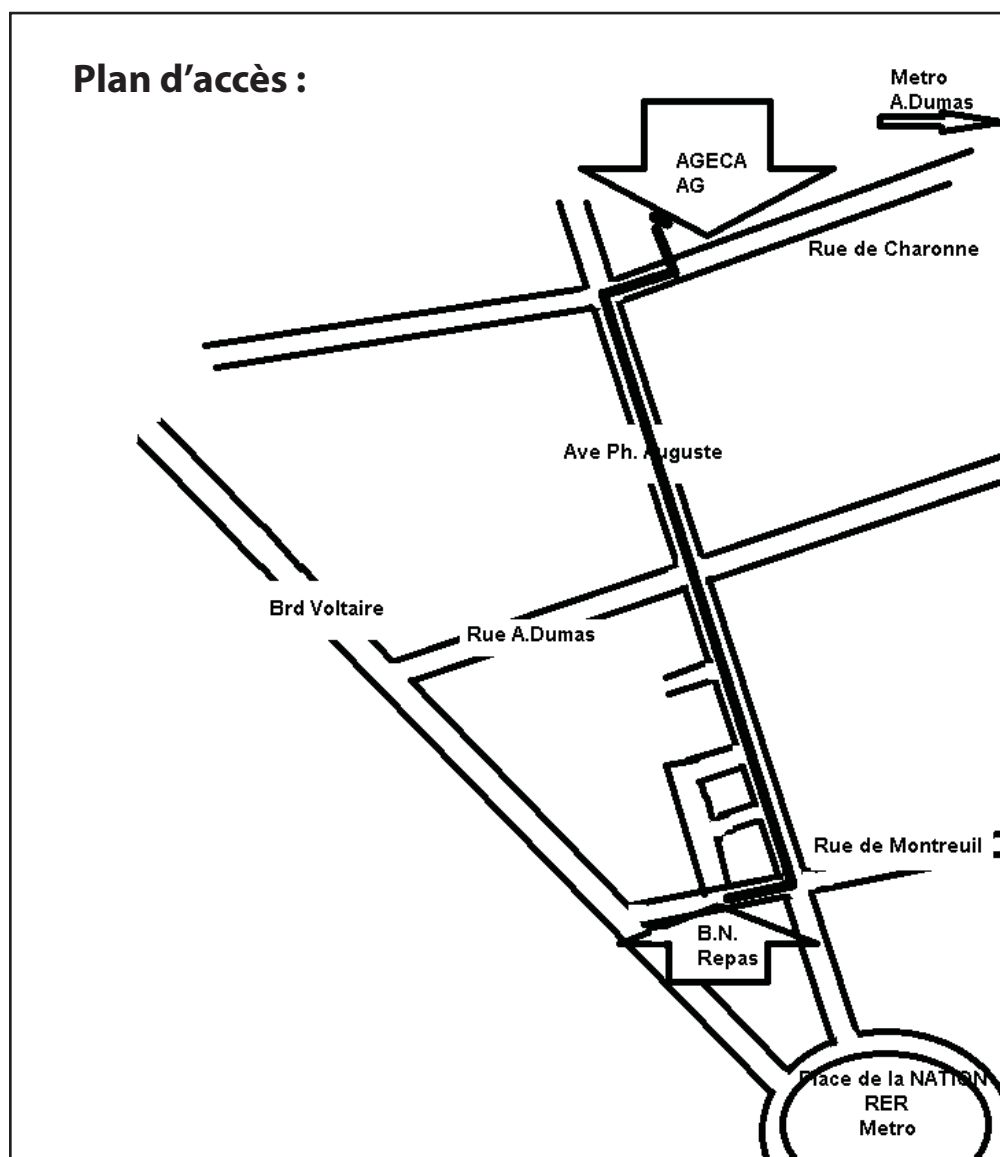 Plan d’accès :
Metro
A.Dumas
AGECA
AG
Rue de Charonne
Ave Ph. Auguste
Brd Voltaire
Rue A.Dumas
Rue de Montreuil
B.N.
Repas
Place de la NATION
RER
Metro